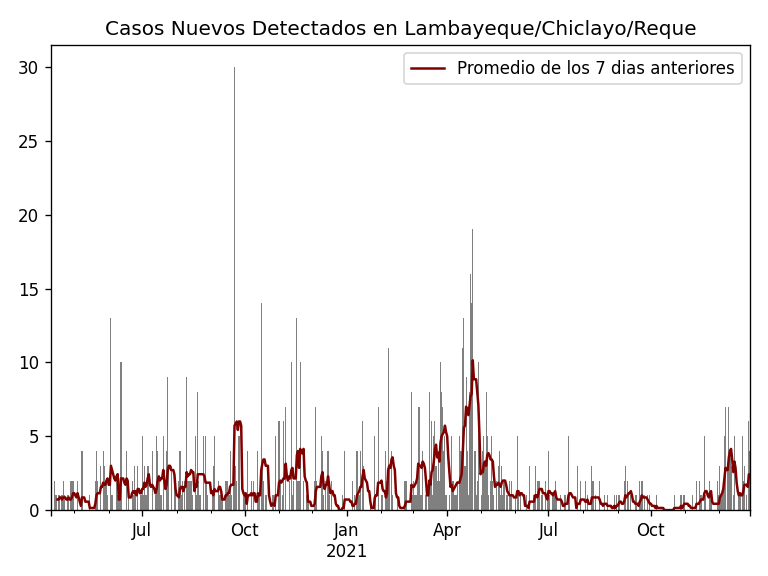 Casos Nuevos Detectados en Lambayeque/Chiclayo/Reque
Promedio de los 7 dias anteriores
30
25
20
15
10
5
0
Jul
Oct
Jan
Apr
Jul
Oct
2021